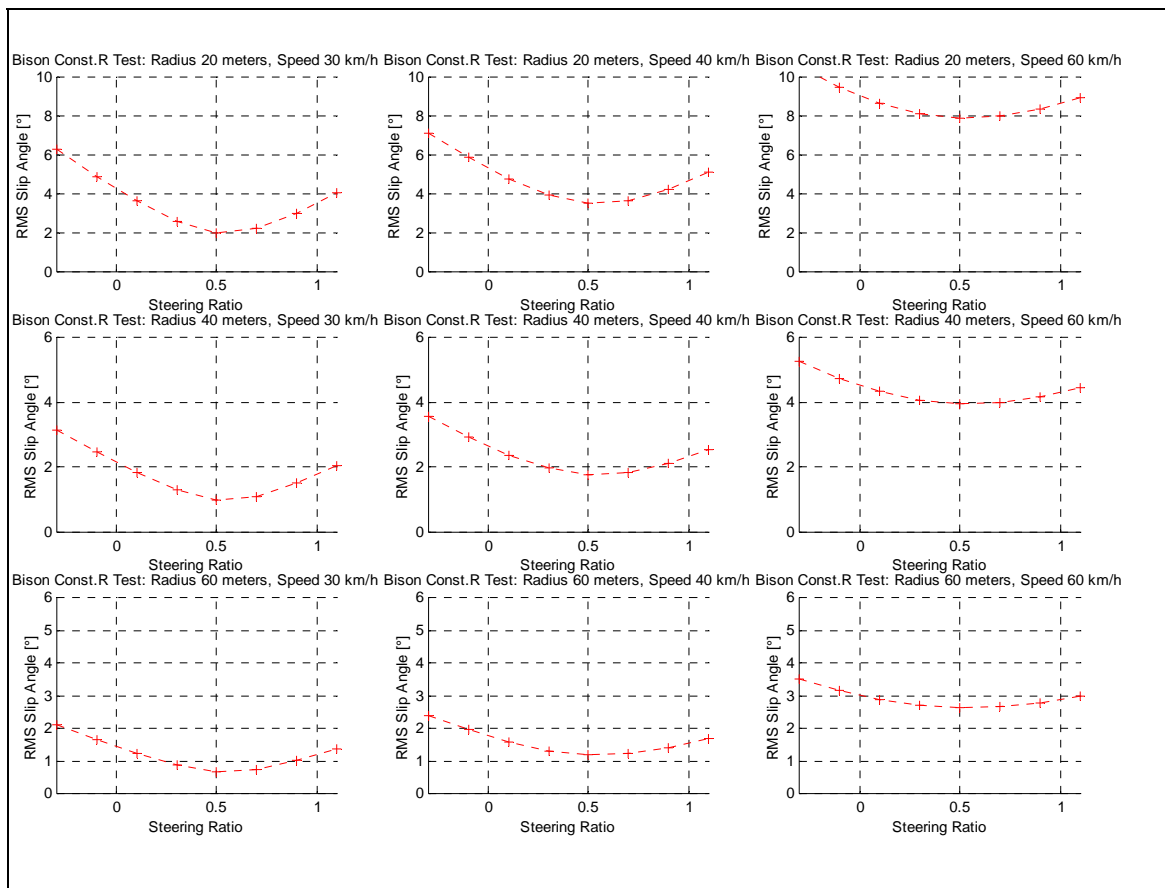 Bison Const.R Test: Radius 20 meters, Speed 30 km/h
RMS Slip Angle [°]
10
8
6
4
2
0
0 0.5 1
Steering Ratio
Bison Const.R Test: Radius 20 meters, Speed 40 km/h
RMS Slip Angle [°]
10
8
6
4
2
0
0 0.5 1
Steering Ratio
Bison Const.R Test: Radius 20 meters, Speed 60 km/h
RMS Slip Angle [°]
10
8
6
4
2
0
0 0.5 1
Steering Ratio
Bison Const.R Test: Radius 40 meters, Speed 30 km/h
RMS Slip Angle [°]
6
4
2
0
0 0.5 1
Steering Ratio
Bison Const.R Test: Radius 40 meters, Speed 40 km/h
RMS Slip Angle [°]
6
4
2
0
0 0.5 1
Steering Ratio
Bison Const.R Test: Radius 40 meters, Speed 60 km/h
RMS Slip Angle [°]
6
4
2
0
0 0.5 1
Steering Ratio
Bison Const.R Test: Radius 60 meters, Speed 30 km/h
RMS Slip Angle [°]
6
5
4
3
2
1
0
0 0.5 1
Steering Ratio
Bison Const.R Test: Radius 60 meters, Speed 40 km/h
RMS Slip Angle [°]
6
5
4
3
2
1
0
0 0.5 1
Steering Ratio
Bison Const.R Test: Radius 60 meters, Speed 60 km/h
RMS Slip Angle [°]
6
5
4
3
2
1
0
0 0.5 1
Steering Ratio